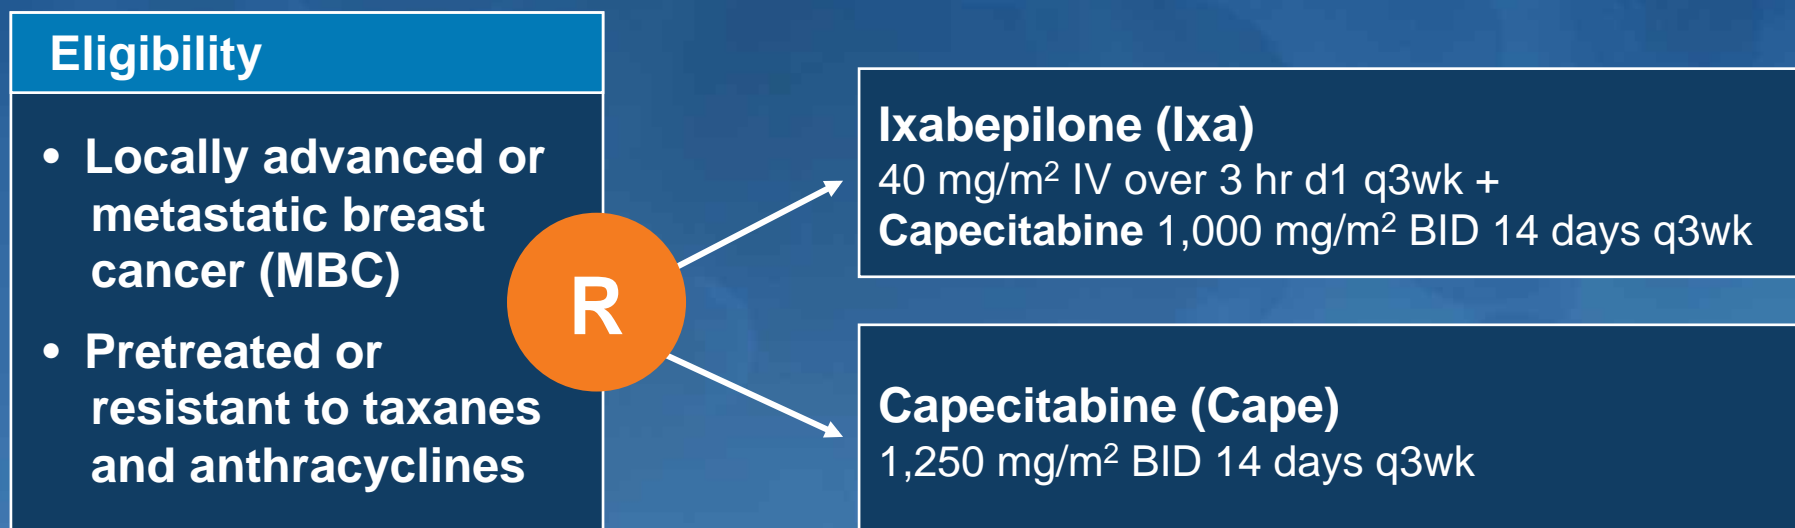 Eligibility
• Locally advanced or
metastatic breast
cancer (MBC)
• Pretreated or
resistant to taxanes
and anthracyclines
R
Ixabepilone (Ixa)
40 mg/m² IV over 3 hr d1 q3wk +
Capecitabine 1,000 mg/m² BID 14 days q3wk
Capecitabine (Cape)
1,250 mg/m² BID 14 days q3wk